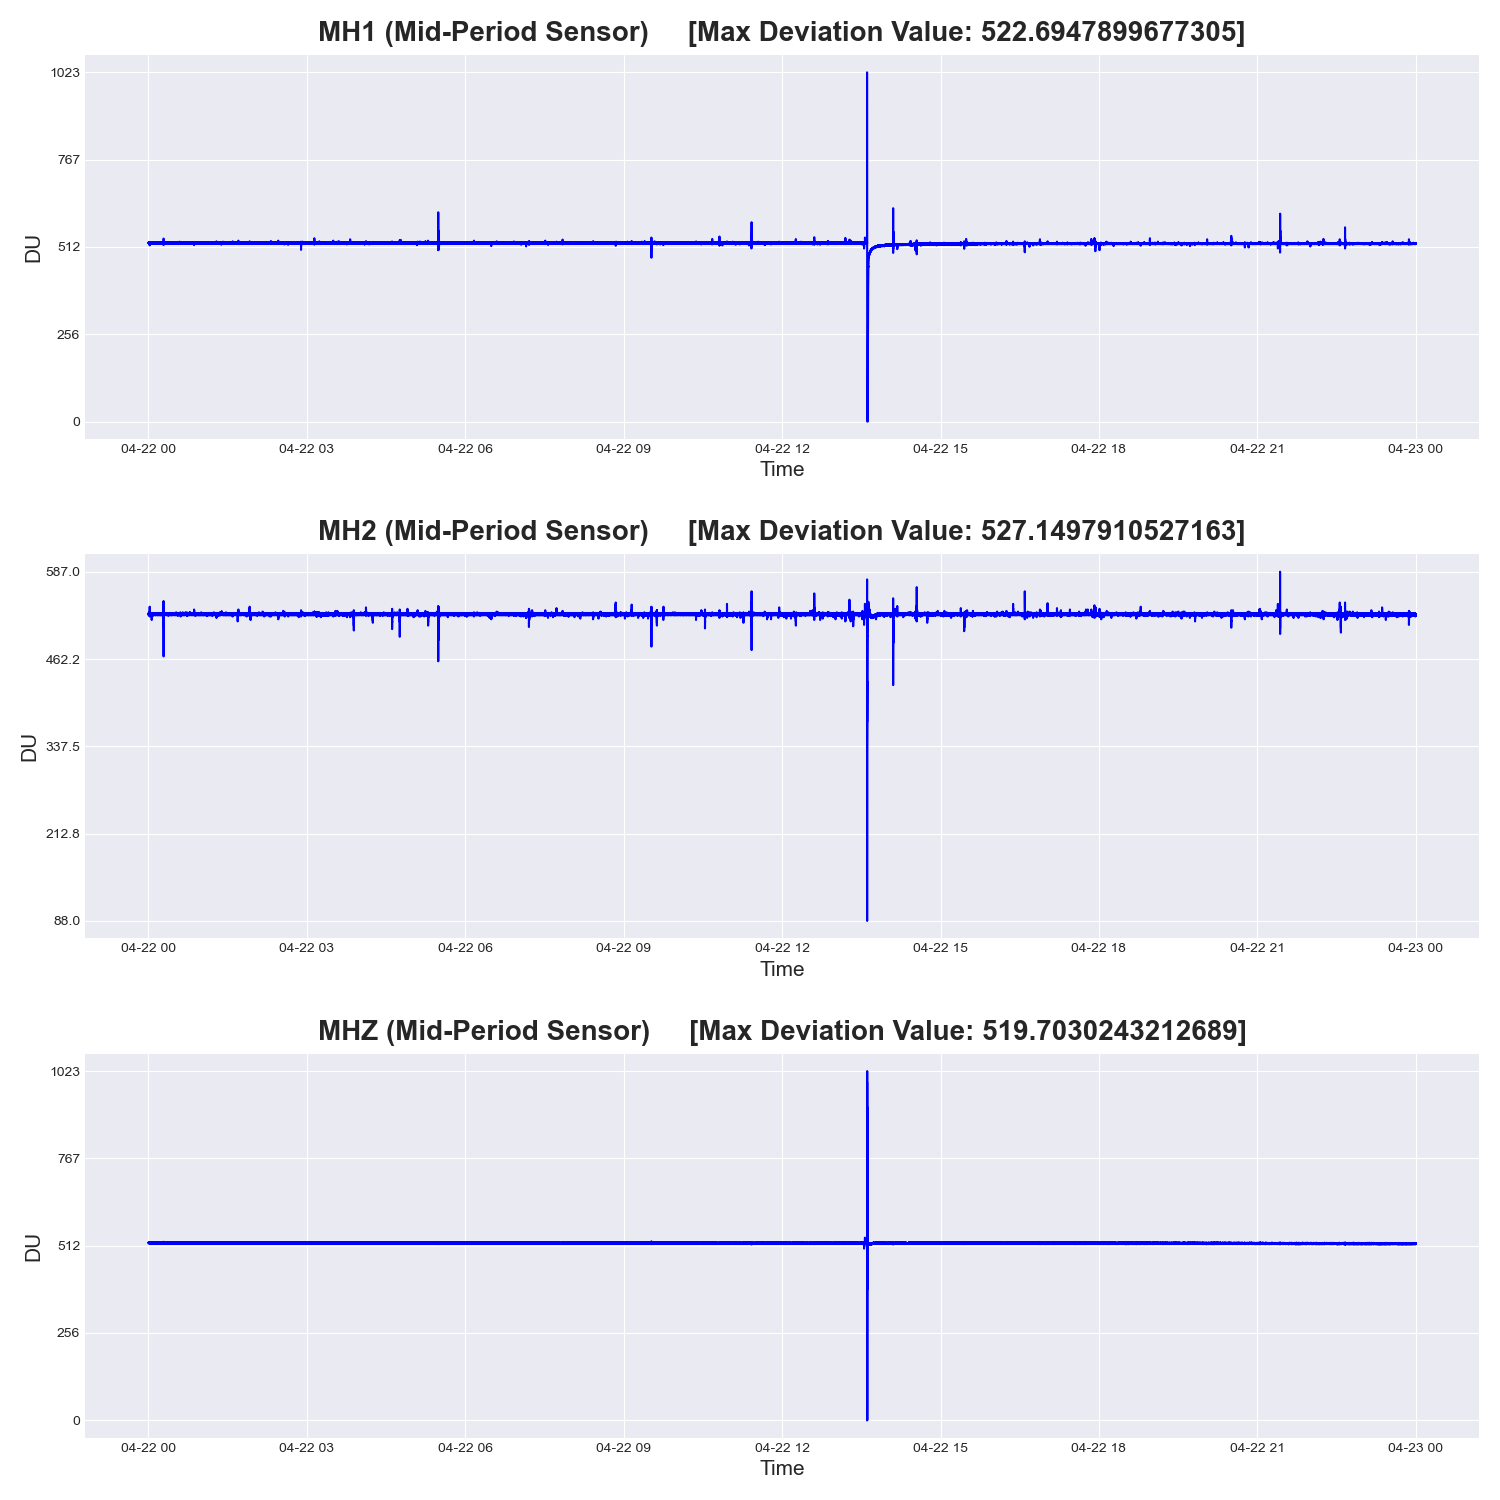 MH1 (Mid-Period Sensor) [Max Deviation Value: 522.6947899677305]
1023
767
512
256
0
DU
04-22 00 04-22 03 04-22 06 04-22 09 04-22 12 04-22 15 04-22 18 04-22 21 04-23 00
Time
MH2 (Mid-Period Sensor) [Max Deviation Value: 527.1497910527163]
587.0
462.2
337.5
212.8
88.0
DU
04-22 00 04-22 03 04-22 06 04-22 09 04-22 12 04-22 15 04-22 18 04-22 21 04-23 00
Time
MHZ (Mid-Period Sensor) [Max Deviation Value: 519.7030243212689]
1023
767
512
256
0
DU
04-22 00 04-22 03 04-22 06 04-22 09 04-22 12 04-22 15 04-22 18 04-22 21 04-23 00
Time